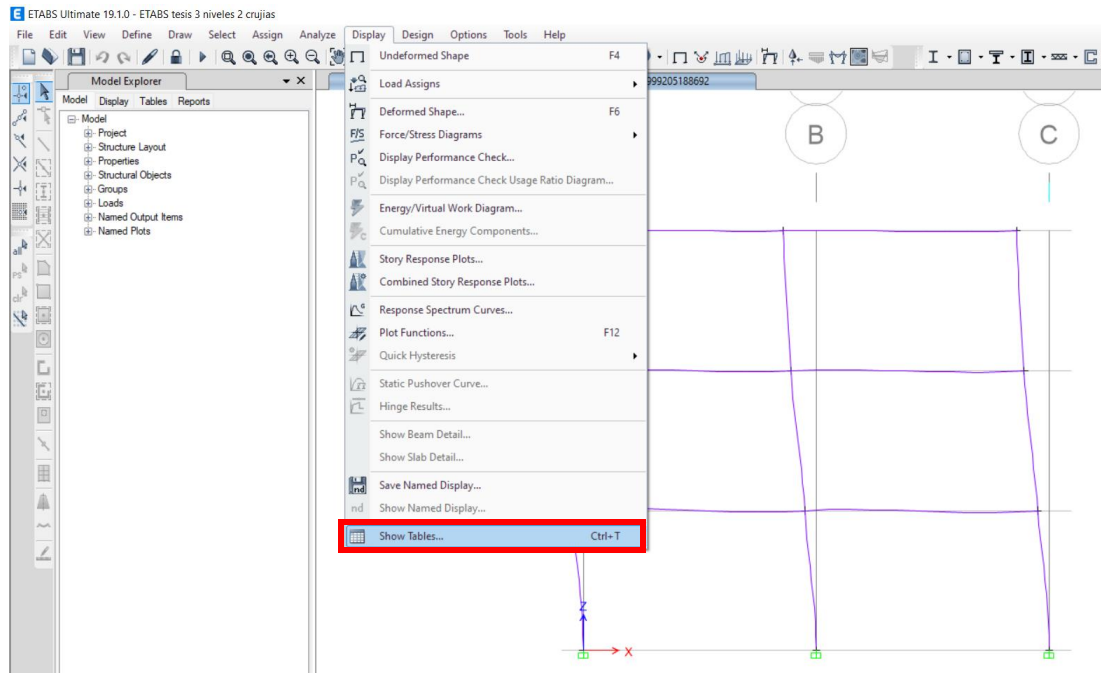 ETABS Ultimate 19.1.0 - ETABS tesis 3 niveles 2 crujias
File Edit View Define Draw Select Assign Analyze Display Design Options Tools Help
Model Explorer
Model Display Tables Reports
Model
Project
Structure Layout
Properties
Structural Objects
Groups
Loads
Named Output Items
Named Plots
all
PS
clr
Undeformed Shape F4
Load Assigns
Deformed Shape... F6
F/S Force/Stress Diagrams
P Display Performance Check...
P Display Performance Check Usage Ratio Diagram...
Energy/Virtual Work Diagram...
C Cumulative Energy Components...
Story Response Plots...
Combined Story Response Plots...
Response Spectrum Curves...
Plot Functions... F12
Quick Hysteresis
Static Pushover Curve...
Hinge Results...
Show Beam Detail...
Show Slab Detail...
nd Save Named Display...
nd Show Named Display...
Show Tables... Ctrl+T
999205188692
B
C
Z
X